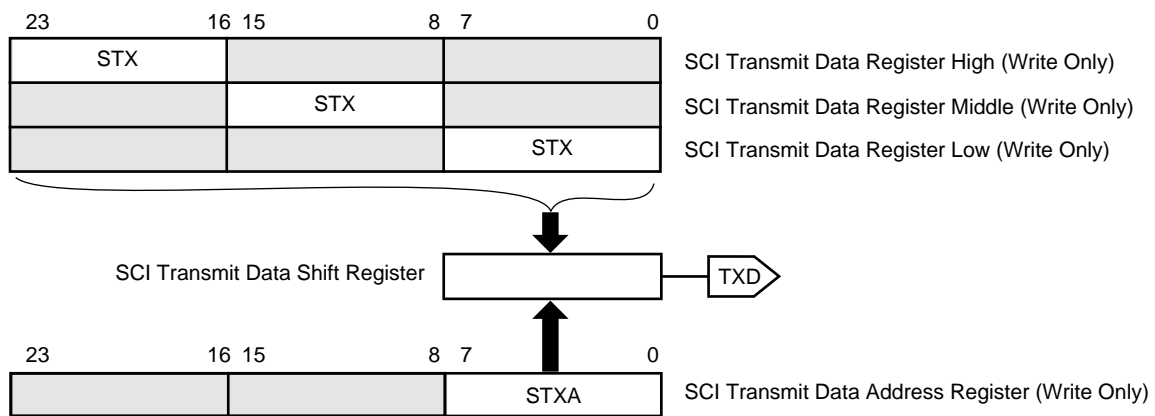 23 16 15 8 7 0
STX SCI Transmit Data Register High (Write Only)
STX SCI Transmit Data Register Middle (Write Only)
STX SCI Transmit Data Register Low (Write Only)
SCI Transmit Data Shift Register TXD
23 16 15 8 7 0
STXA SCI Transmit Data Address Register (Write Only)